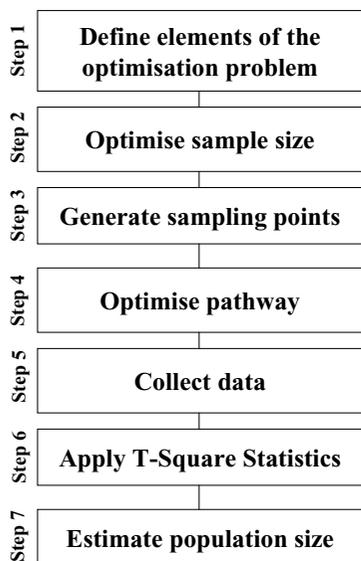 Step 1
Define elements of the
optimisation problem
Step 2
Optimise sample size
Step 3
Generate sampling points
Step 4
Optimise pathway
Step 5
Collect data
Step 6
Apply T-Square Statistics
Step 7
Estimate population size